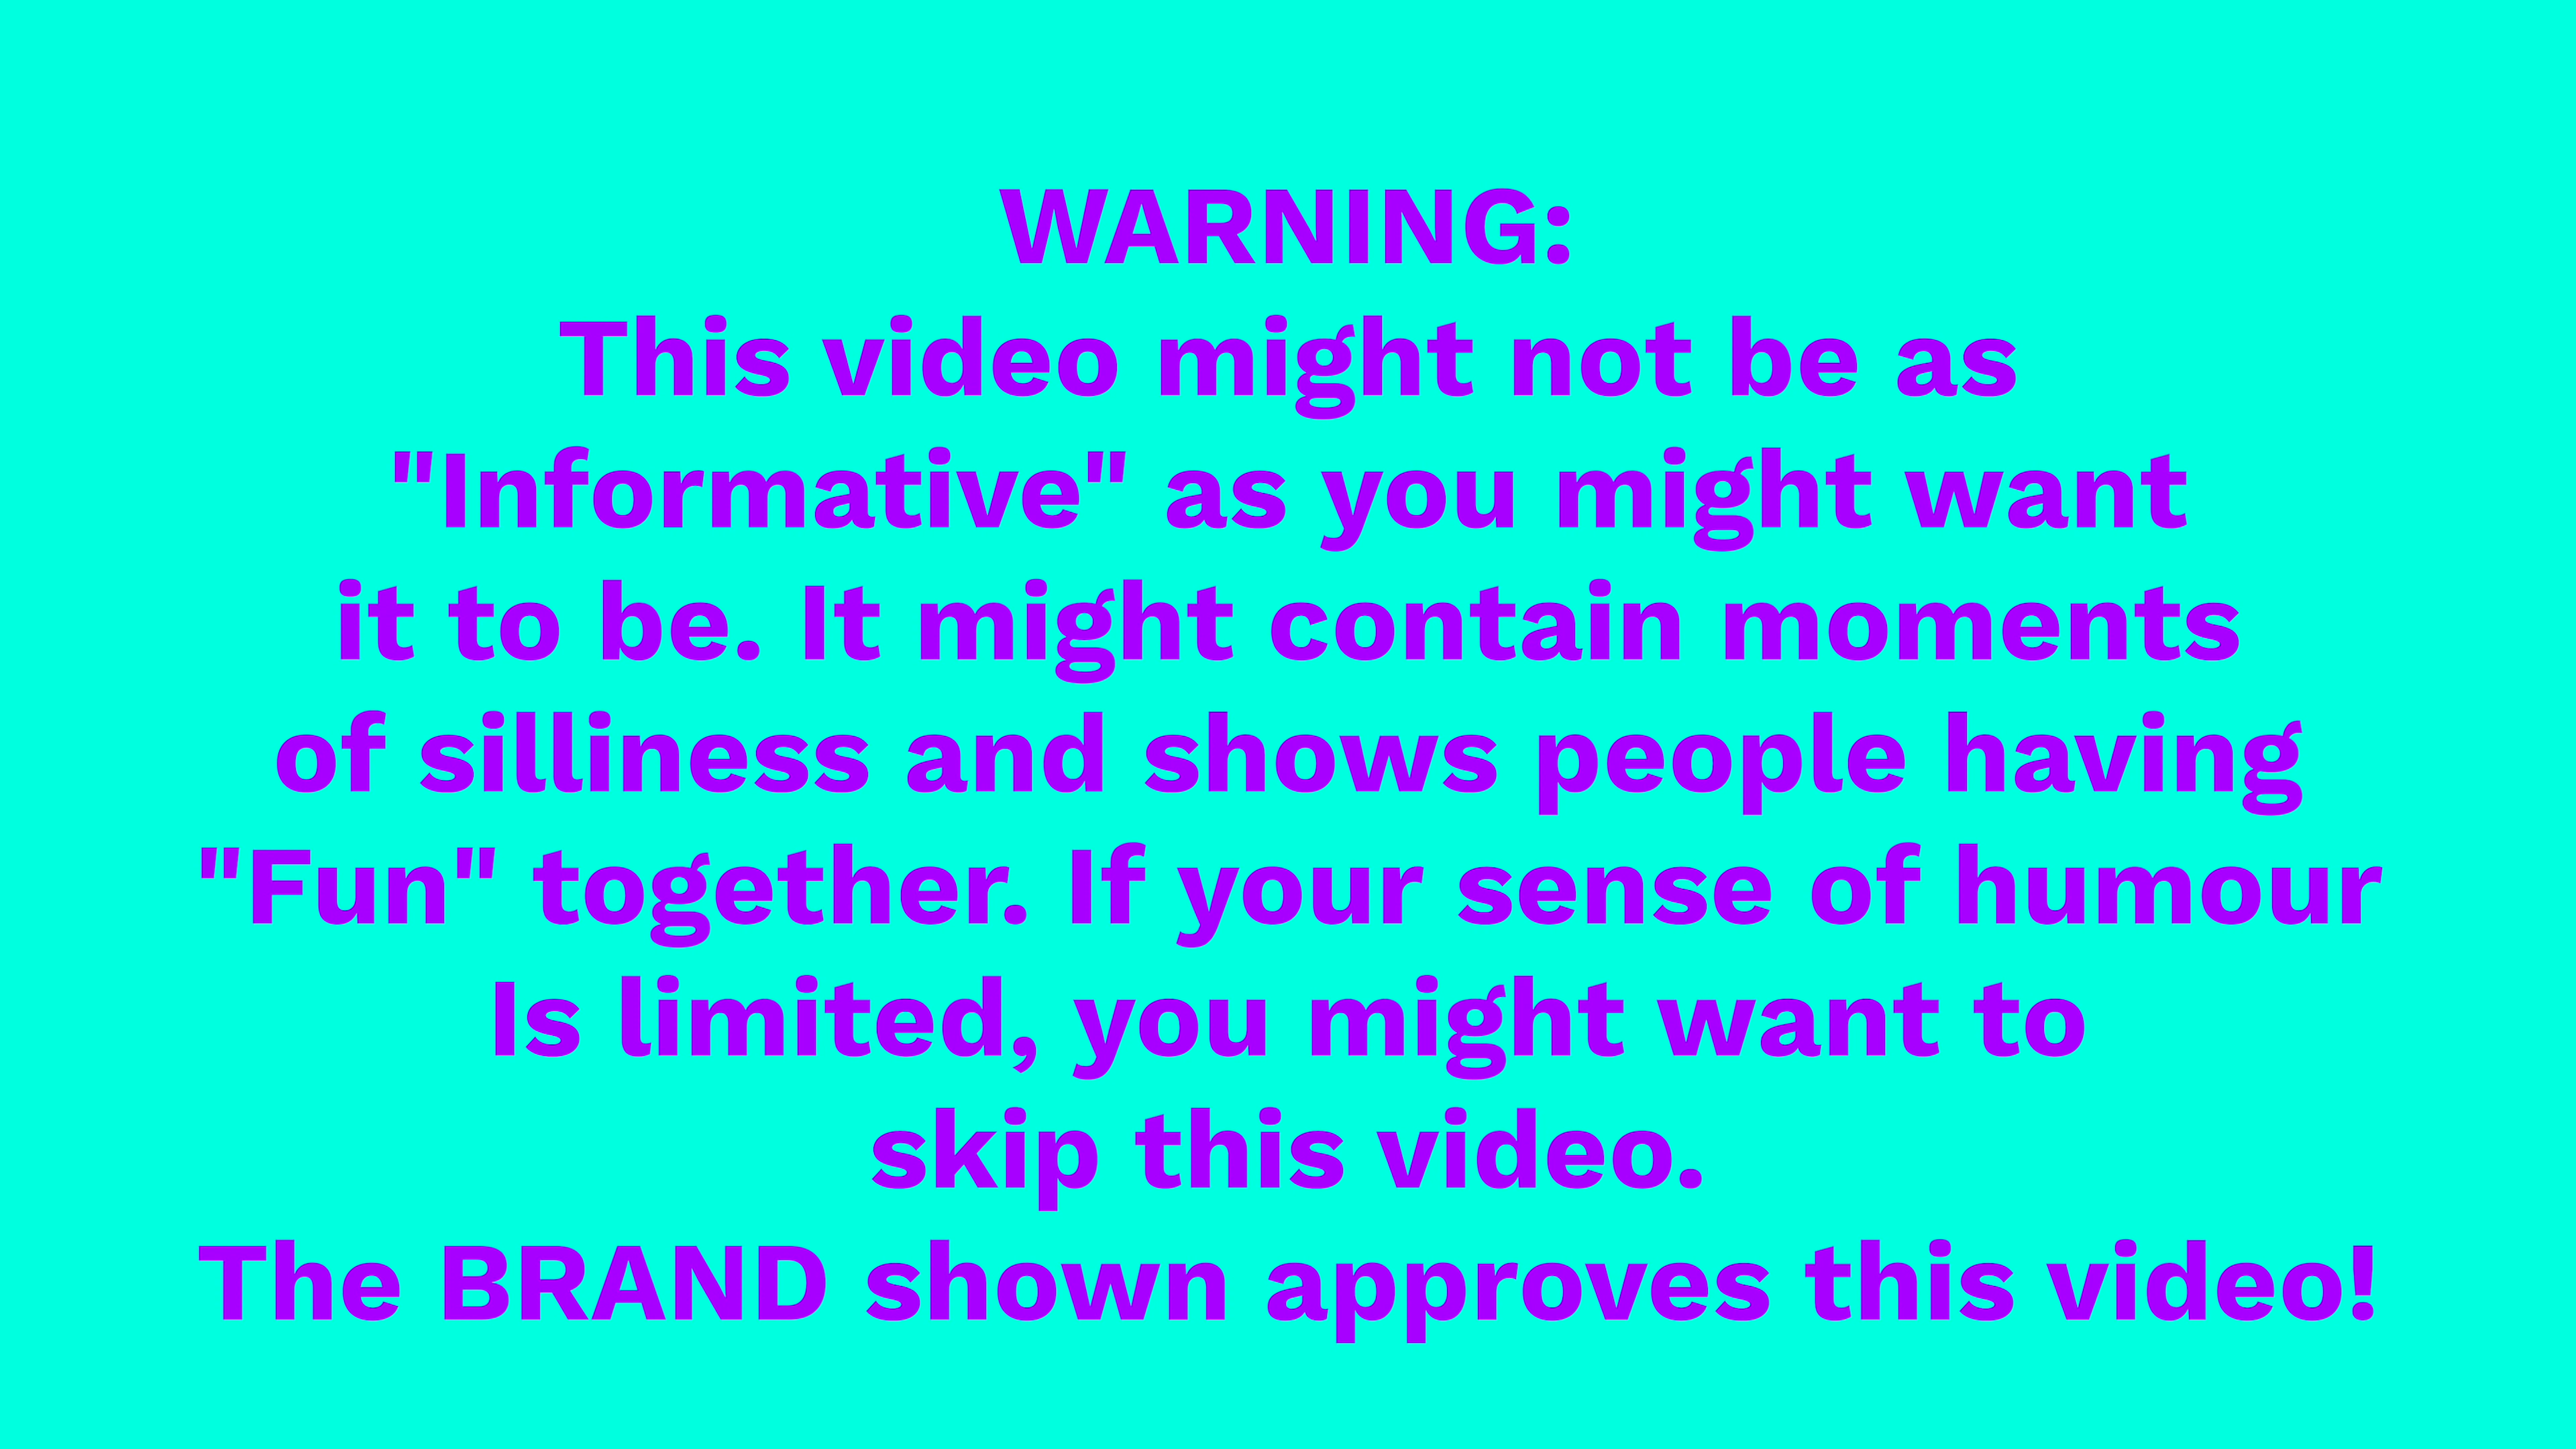 WARNING:
This video might not be as
"Informative" as you might want
it to be. It might contain moments
of silliness and shows people having
"Fun" together. If your sense of humour
Is limited, you might want to
skip this video.
The BRAND shown approves this video!